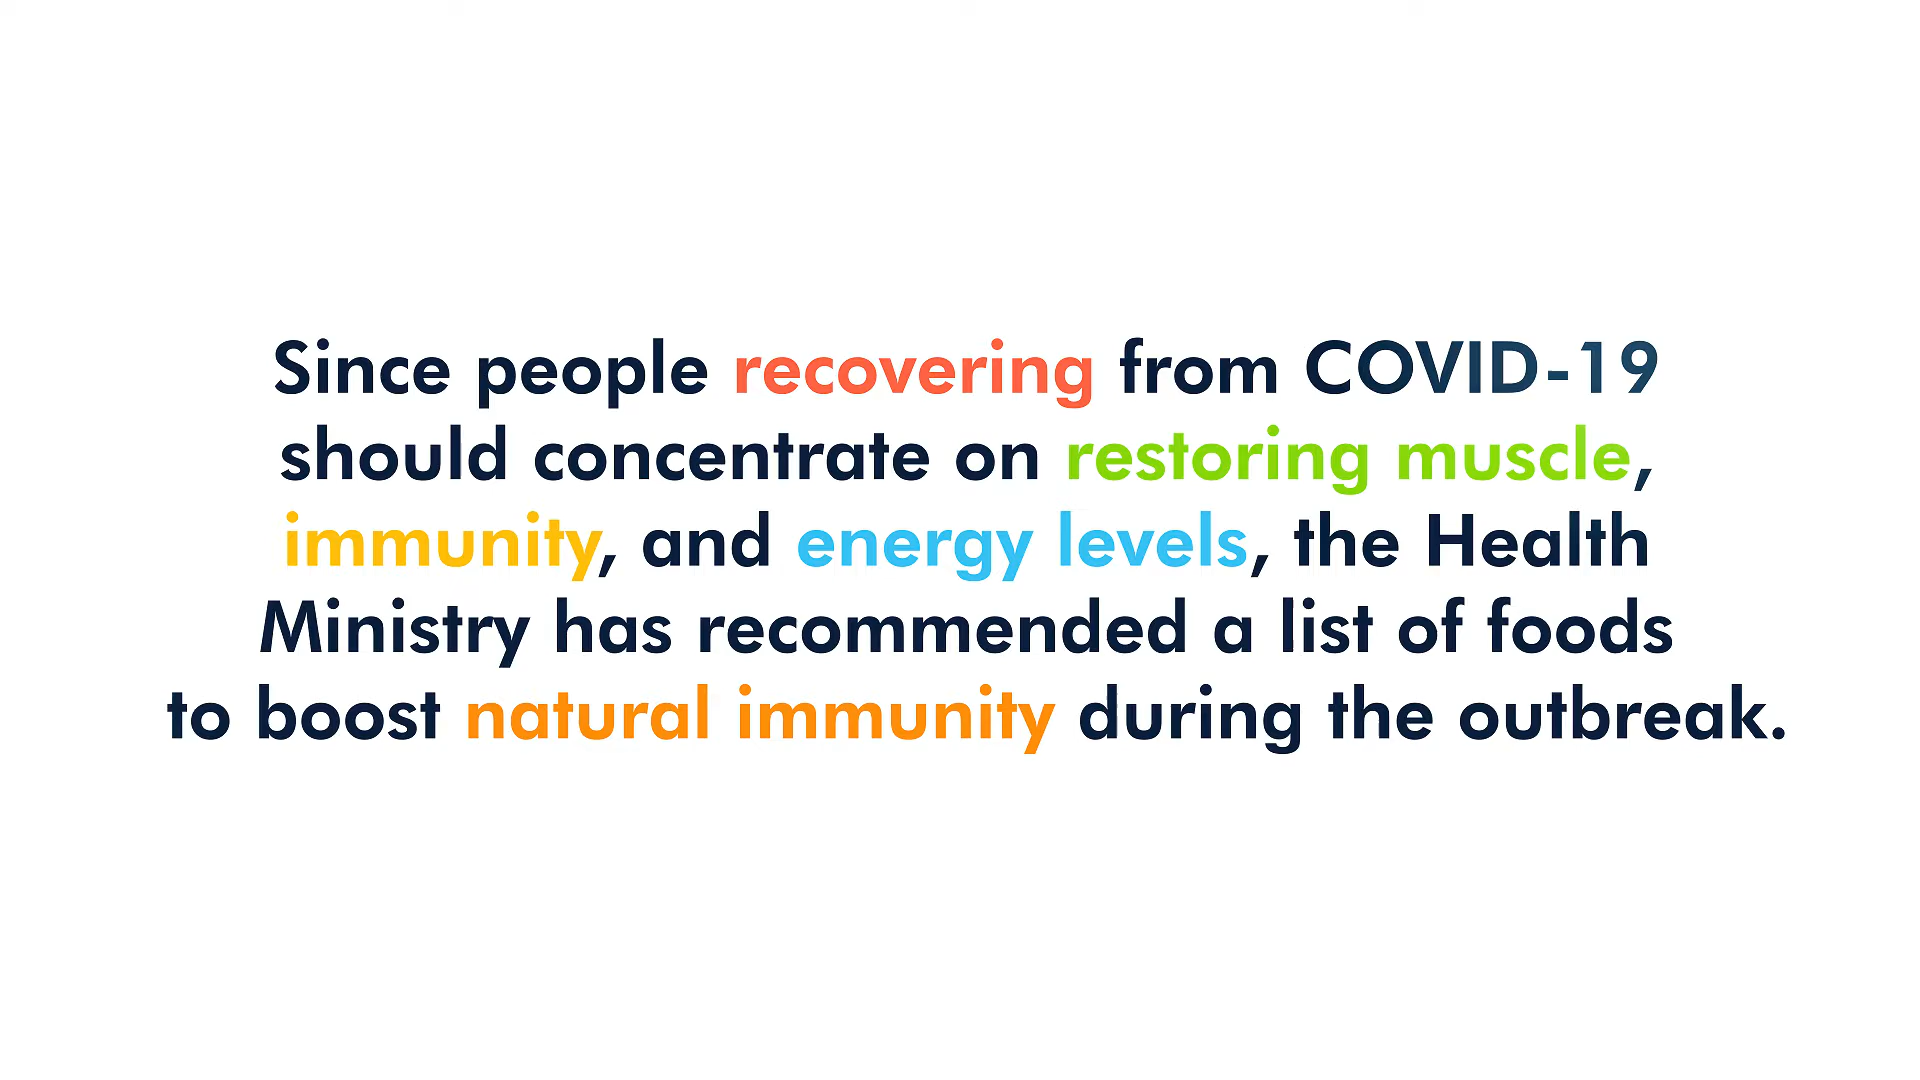 Since people recovering from COVID-19
should concentrate on restoring muscle,
immunity, and energy levels, the Health
Ministry has recommended a list of foods
to boost natural immunity during the outbreak.